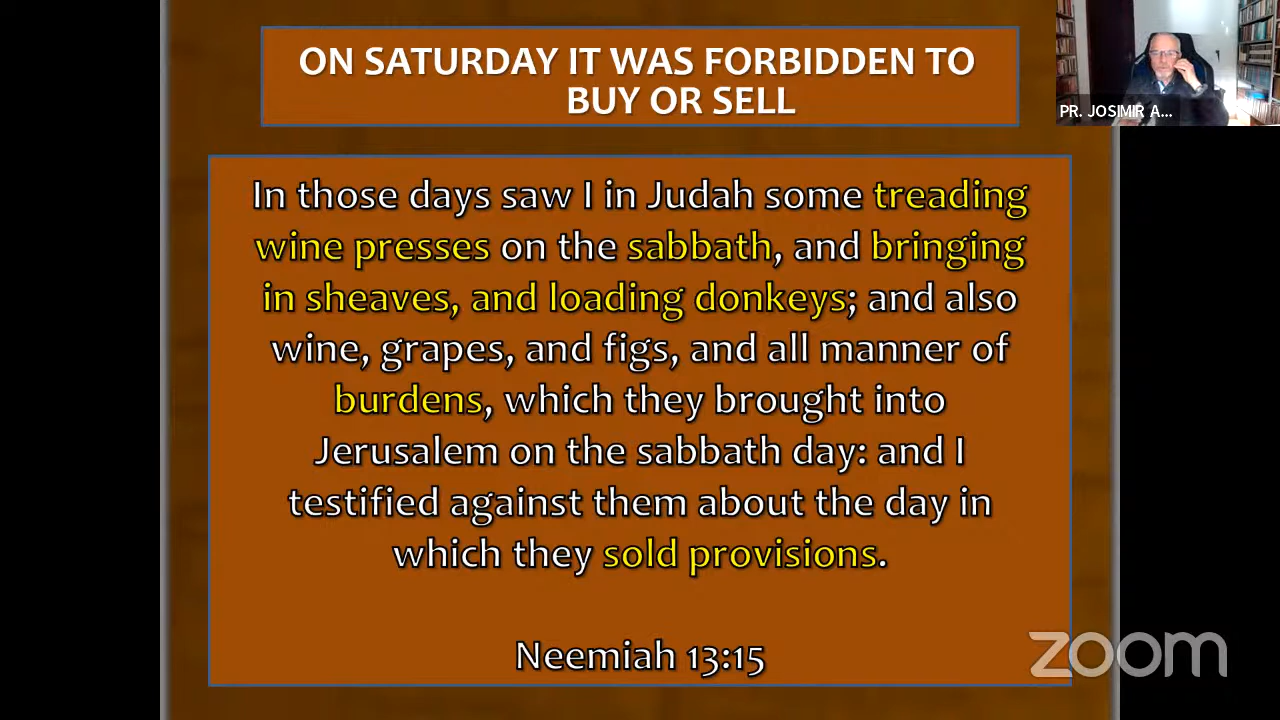 ON SATURDAY IT WAS FORBIDDEN TO
BUY OR SELL
PR. JOSIMIR A...
In those days saw I in Judah some treading
wine presses on the sabbath, and bringing
in sheaves, and loading donkeys; and also
wine, grapes, and figs, and all manner of
burdens, which they brought into
Jerusalem on the sabbath day: and I
testified against them about the day in
which they sold provisions.
Neemiah 13:15
zoom